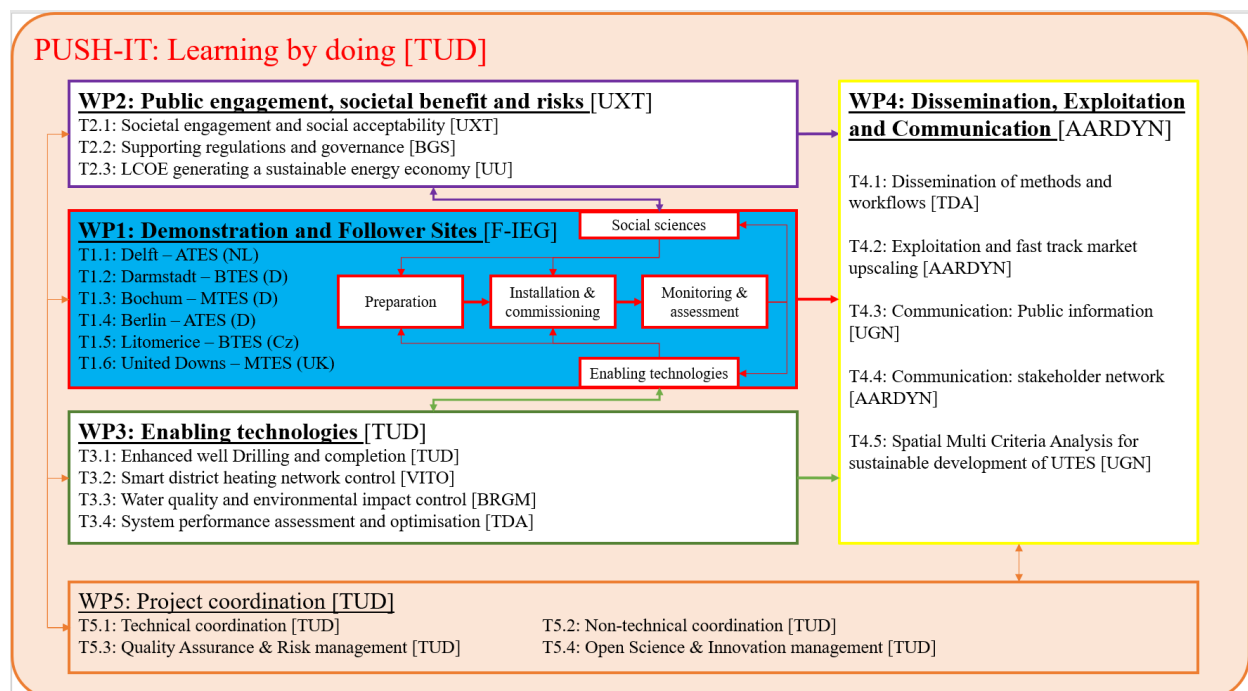 PUSH-IT: Learning by doing [TUD]
WP2: Public engagement, societal benefit and risks [UXT]
T2.1: Societal engagement and social acceptability [UXT]
T2.2: Supporting regulations and governance [BGS]
T2.3: LCOE generating a sustainable energy economy [UU]
WP1: Demonstration and Follower Sites [F-IEG]
T1.1: Delft – ATES (NL)
T1.2: Darmstadt – BTES (D)
T1.3: Bochum – MTES (D)
T1.4: Berlin – ATES (D)
T1.5: Litomerice – BTES (Cz)
T1.6: United Downs – MTES (UK)
Social sciences
Preparation
Installation &
commissioning
Monitoring &
assessment
Enabling technologies
WP3: Enabling technologies [TUD]
T3.1: Enhanced well Drilling and completion [TUD]
T3.2: Smart district heating network control [VITO]
T3.3: Water quality and environmental impact control [BRGM]
T3.4: System performance assessment and optimisation [TDA]
WP4: Dissemination, Exploitation
and Communication [AARDYN]
T4.1: Dissemination of methods and
workflows [TDA]
T4.2: Exploitation and fast track market
upscaling [AARDYN]
T4.3: Communication: Public information
[UGN]
T4.4: Communication: stakeholder network
[AARDYN]
T4.5: Spatial Multi Criteria Analysis for
sustainable development of UTES [UGN]
WP5: Project coordination [TUD]
T5.1: Technical coordination [TUD]
T5.2: Non-technical coordination [TUD]
T5.3: Quality Assurance & Risk management [TUD]
T5.4: Open Science & Innovation management [TUD]